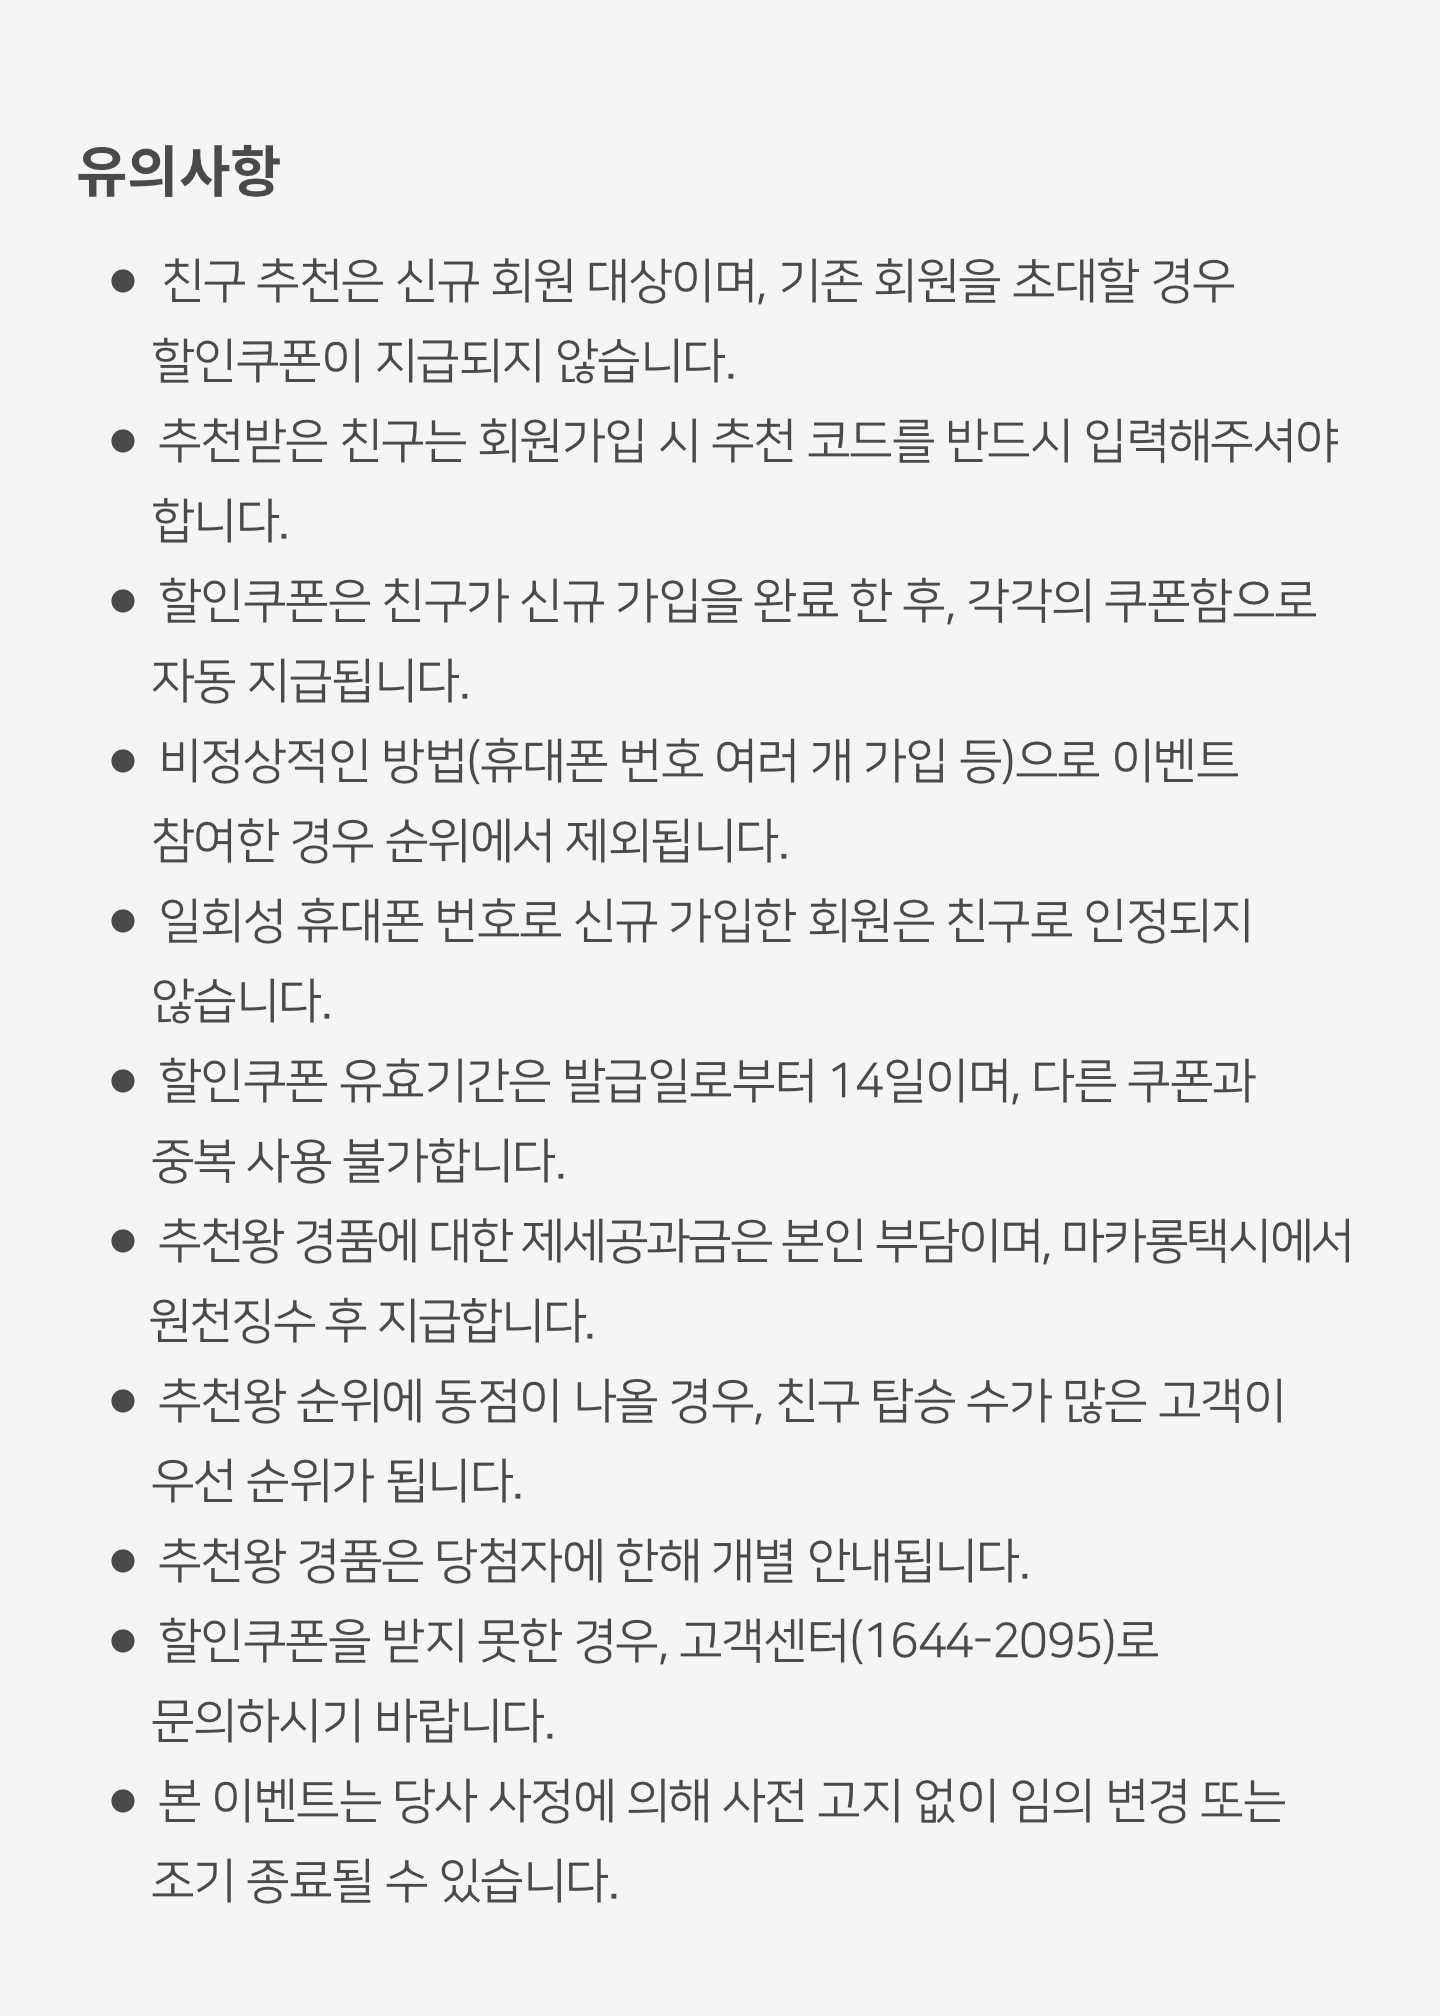 유의사항
● 친구 추천은 신규 회원 대상이며, 기존 회원을 초대할 경우
할인쿠폰이 지급되지 않습니다.
● 추천받은 친구는 회원가입 시 추천 코드를 반드시 입력해주셔야
합니다.
● 할인쿠폰은 친구가 신규 가입을 완료 한 후, 각각의 쿠폰함으로
자동 지급됩니다.
● 비정상적인 방법(휴대폰 번호 여러 개 가입 등)으로 이벤트
참여한 경우 순위에서 제외됩니다.
● 일회성 휴대폰 번호로 신규 가입한 회원은 친구로 인정되지
않습니다.
● 할인쿠폰 유효기간은 발급일로부터 14일이며, 다른 쿠폰과
중복 사용 불가합니다.
● 추천왕 경품에 대한 제세공과금은 본인 부담이며, 마카롱택시에서
원천징수 후 지급합니다.
● 추천왕 순위에 동점이 나올 경우, 친구 탑승 수가 많은 고객이
우선 순위가 됩니다.
● 추천왕 경품은 당첨자에 한해 개별 안내됩니다.
● 할인쿠폰을 받지 못한 경우, 고객센터(1644-2095)로
문의하시기 바랍니다.
● 본 이벤트는 당사 사정에 의해 사전 고지 없이 임의 변경 또는
조기 종료될 수 있습니다.